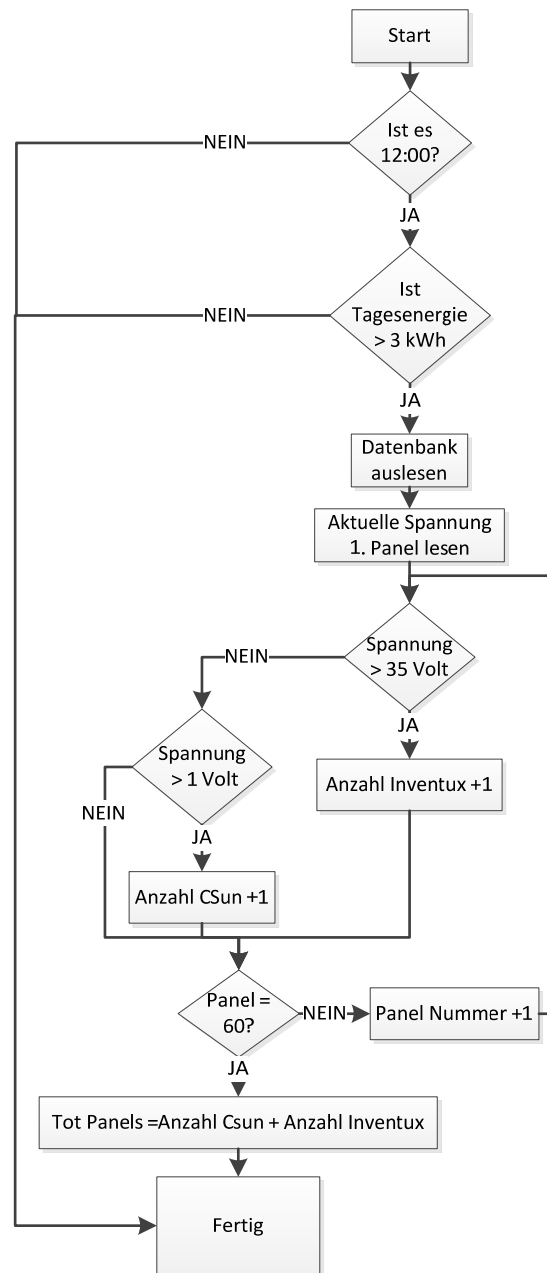 Start
Ist es
12:00?
NEIN
JA
Ist
Tagesenergie
> 3 kWh
NEIN
JA
Datenbank
auslesen
Aktuelle Spannung
1. Panel lesen
Spannung
> 35 Volt
NEIN
JA
Spannung
> 1 Volt
Anzahl Inventux +1
NEIN
JA
Anzahl CSun +1
Panel =
60?
NEIN
Panel Nummer +1
JA
Tot Panels =Anzahl Csun + Anzahl Inventux
Fertig